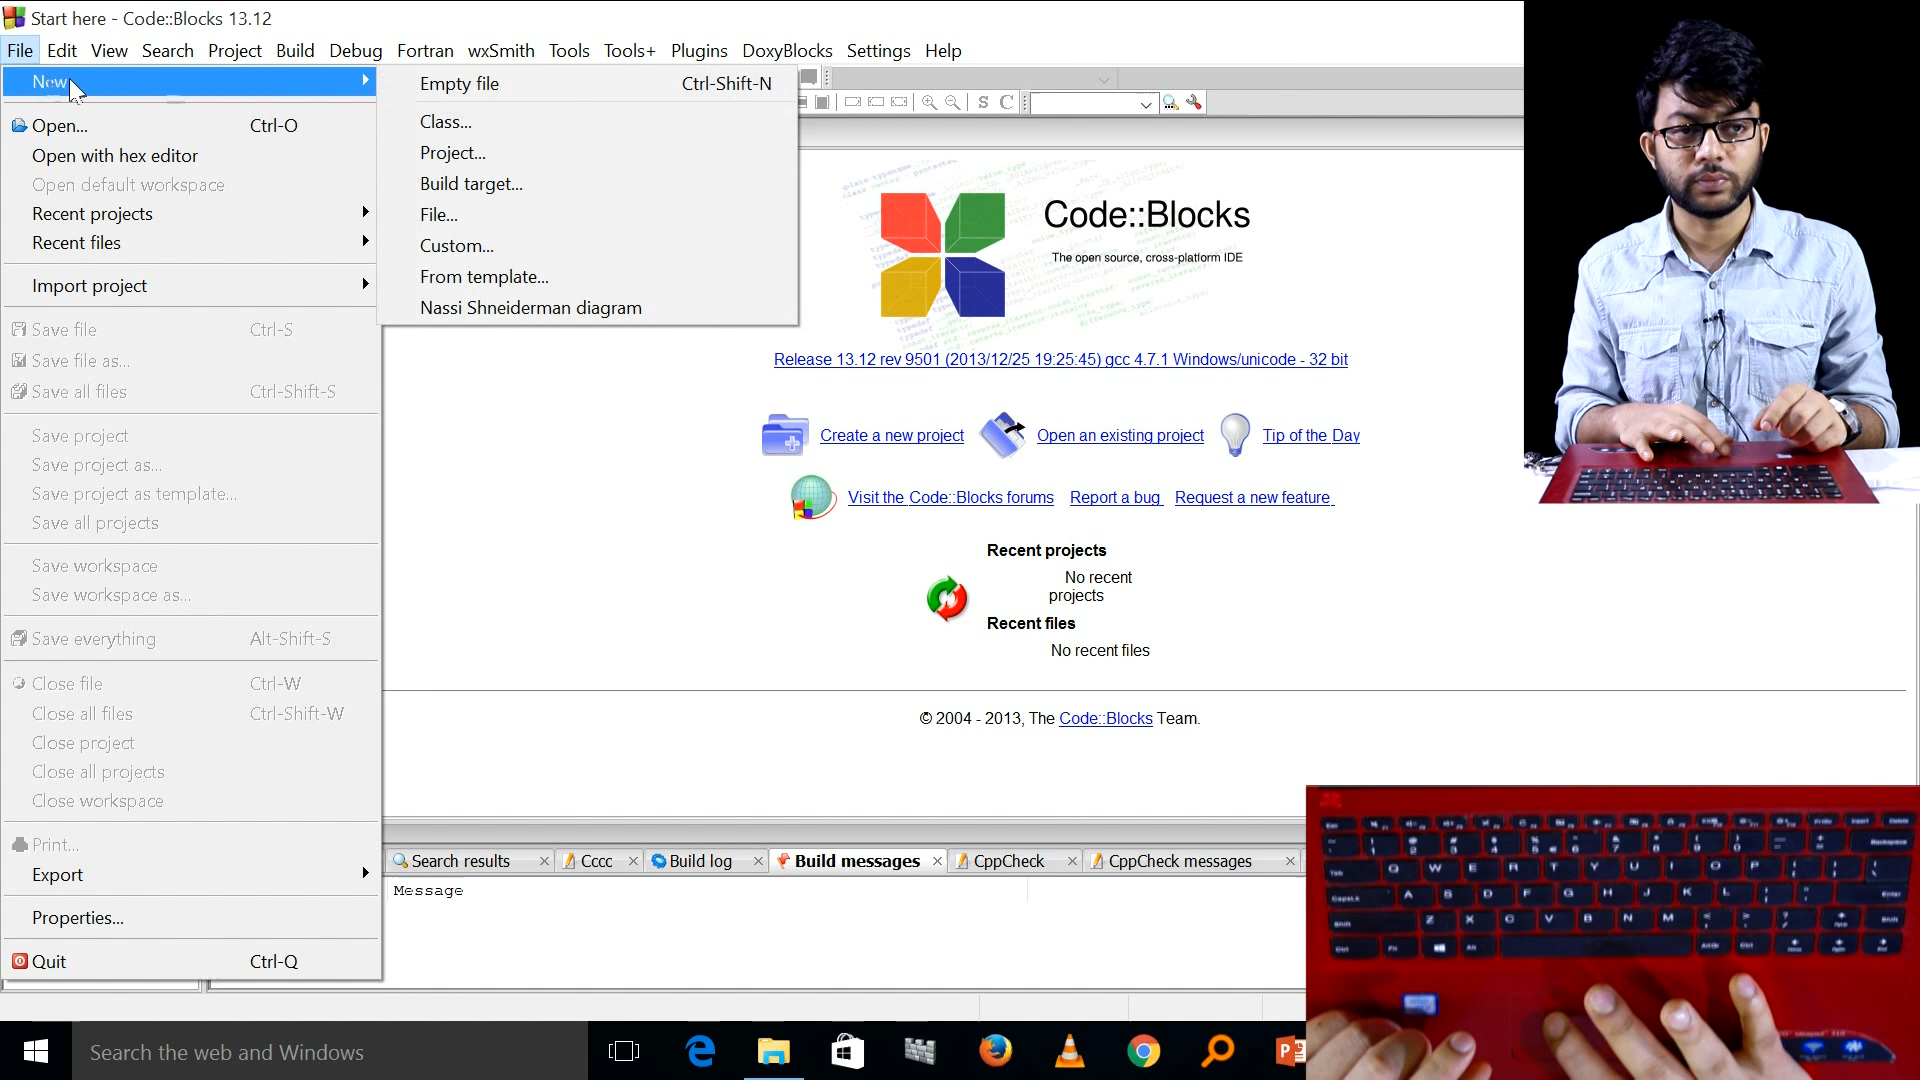 Start here - Code::Blocks 13.12
File Edit View Search Project Build Debug Fortran wxSmith Tools Tools+ Plugins DoxyBlocks Settings Help
New
Open... Ctrl-O
Open with hex editor
Open default workspace
Recent projects
Recent files
Import project
Save file Ctrl-S
Save file as...
Save all files Ctrl-Shift-S
Save project
Save project as...
Save project as template...
Save all projects
Save workspace
Save workspace as...
Save everything Alt-Shift-S
Close file Ctrl-W
Close all files Ctrl-Shift-W
Close project
Close all projects
Close workspace
Print...
Export
Properties...
Quit Ctrl-Q
Empty file Ctrl-Shift-N
Class...
Project...
Build target...
File...
Custom...
From template...
Nassi Shneiderman diagram
S C
Code::Blocks
The open source, cross-platform IDE
Release 13.12 rev 9501 (2013/12/25 19:25:45) gcc 4.7.1 Windows/unicode - 32 bit
Create a new project Open an existing project Tip of the Day
Visit the Code::Blocks forums Report a bug Request a new feature
Recent projects
No recent
projects
Recent files
No recent files
© 2004 - 2013, The Code::Blocks Team.
Search results Cccc Build log Build messages CppCheck CppCheck messages
Message
Search the web and Windows
Q W E R T Y U I O P
A S D F G H J K L
Z X C V B N M